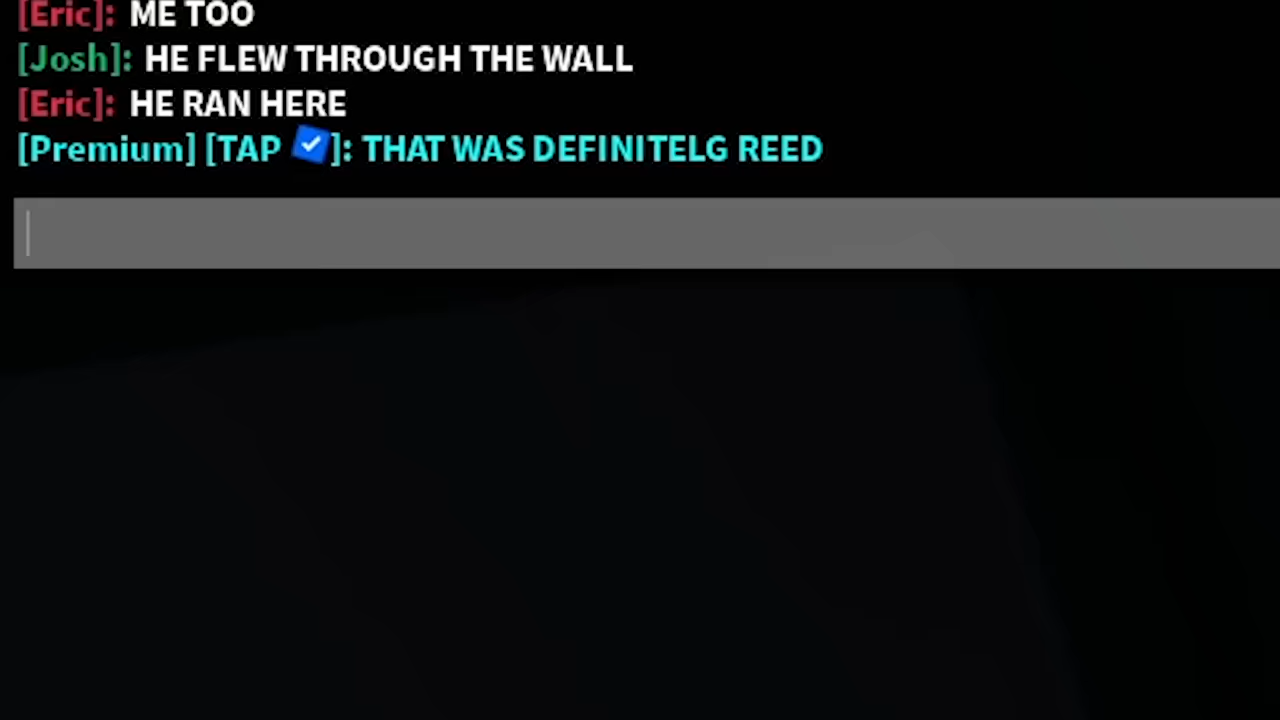 [Eric]: ME TOO
[Josh]: HE FLEW THROUGH THE WALL
[Eric]: HE RAN HERE
[Premium] [TAP ☑]: THAT WAS DEFINITELG REED